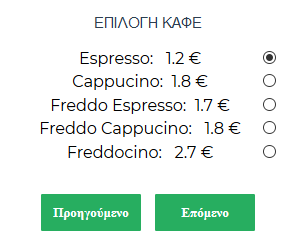 ΕΠΙΛΟΓΗ ΚΑΦΕ
Espresso: 1.2 €
Cappucino: 1.8 €
Freddo Espresso: 1.7 €
Freddo Cappucino: 1.8 €
Freddocino: 2.7 €
Προηγούμενο Επόμενο